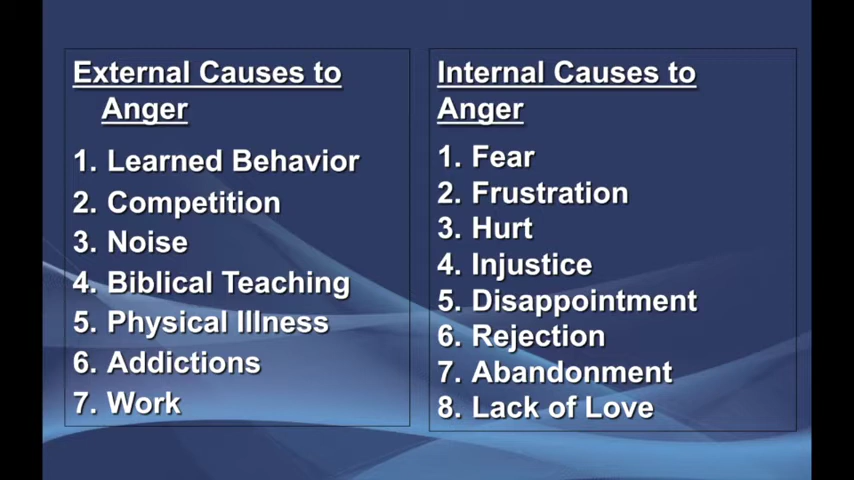 External Causes to
Anger
1. Learned Behavior
2. Competition
3. Noise
4. Biblical Teaching
5. Physical Illness
6. Addictions
7. Work
Internal Causes to
Anger
1. Fear
2. Frustration
3. Hurt
4. Injustice
5. Disappointment
6. Rejection
7. Abandonment
8. Lack of Love